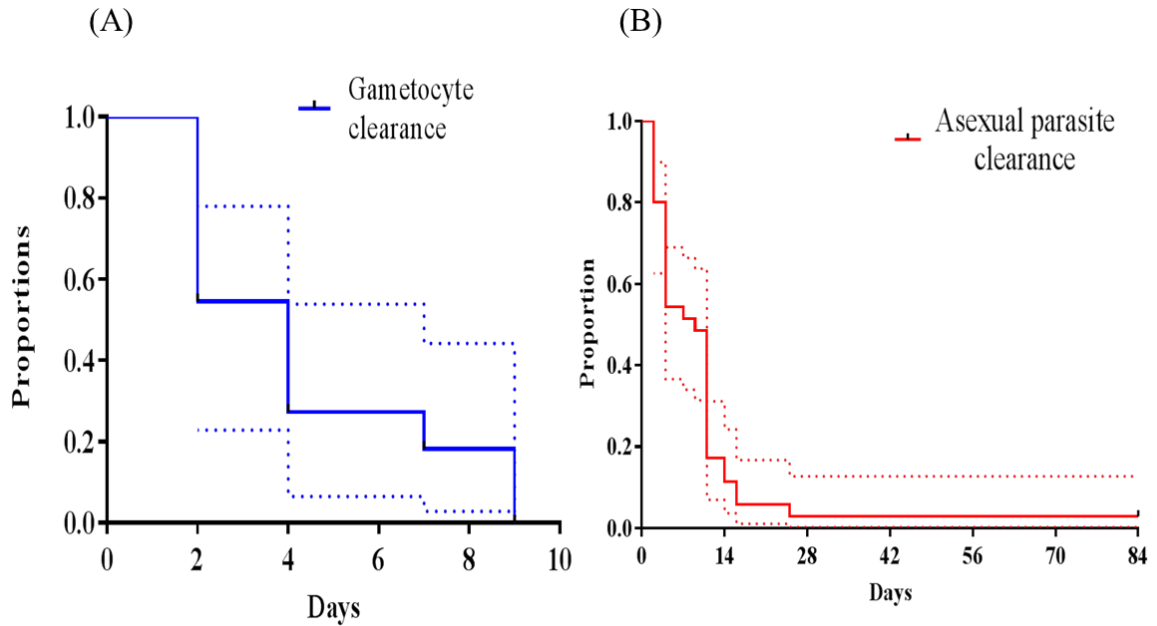 (A)
(B)
Gametocyte
clearance
1.0
0.8
0.6
0.4
0.2
0.0
Proportions
0 2 4 6 8 10
Days
Asexual parasite
clearance
1.0
0.8
0.6
0.4
0.2
0.0
Proportion
0 14 28 42 56 70 84
Days